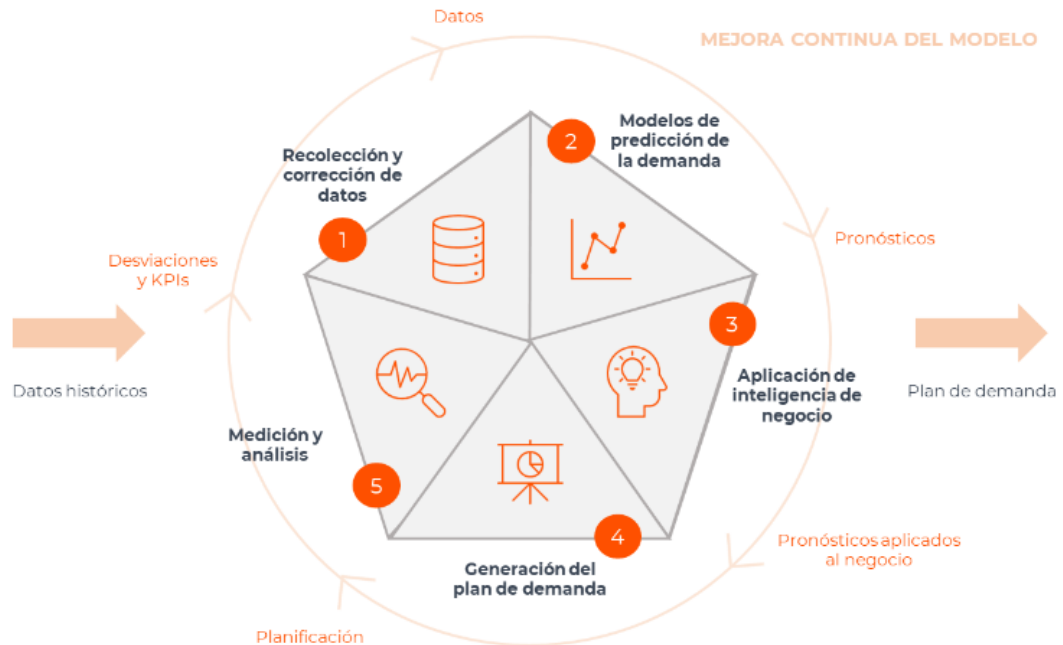 Datos
MEJORA CONTINUA DEL MODELO
2
Modelos de
predicción de
la demanda
Recolección y
corrección de
datos
1
Pronósticos
Desviaciones
y KPIs
3
Datos históricos
Aplicación de
inteligencia de
negocio
Plan de demanda
Medición y
análisis
5
4
Pronósticos aplicados
al negocio
Generación del
plan de demanda
Planificación